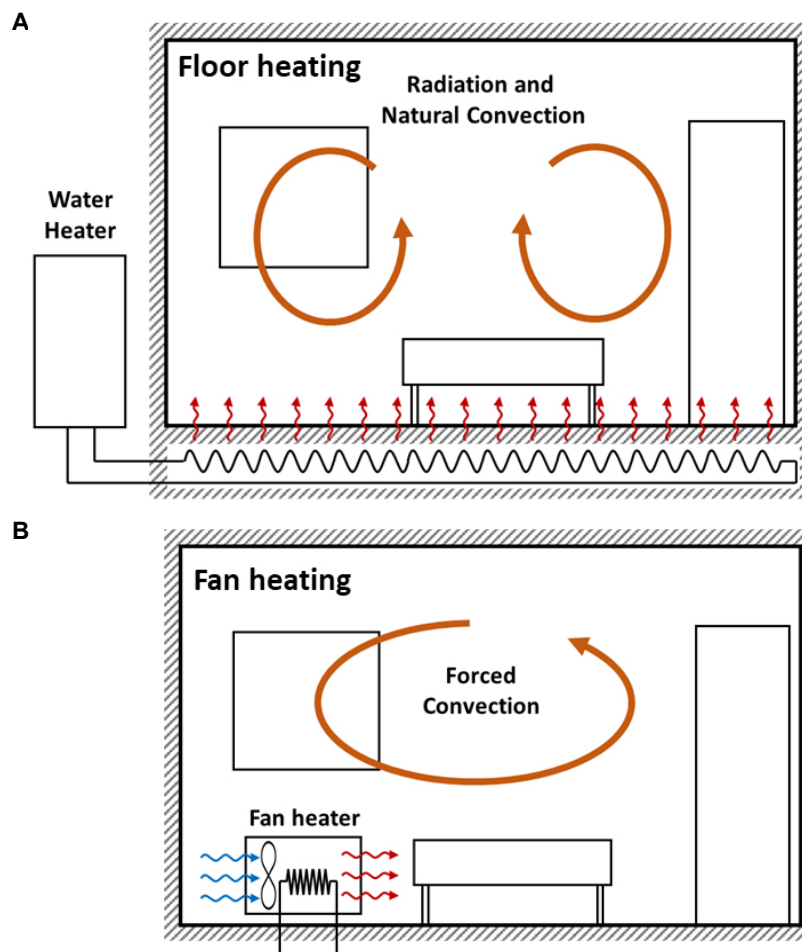 A
Floor heating
Radiation and
Natural Convection
Water
Heater
B
Fan heating
Forced
Convection
Fan heater